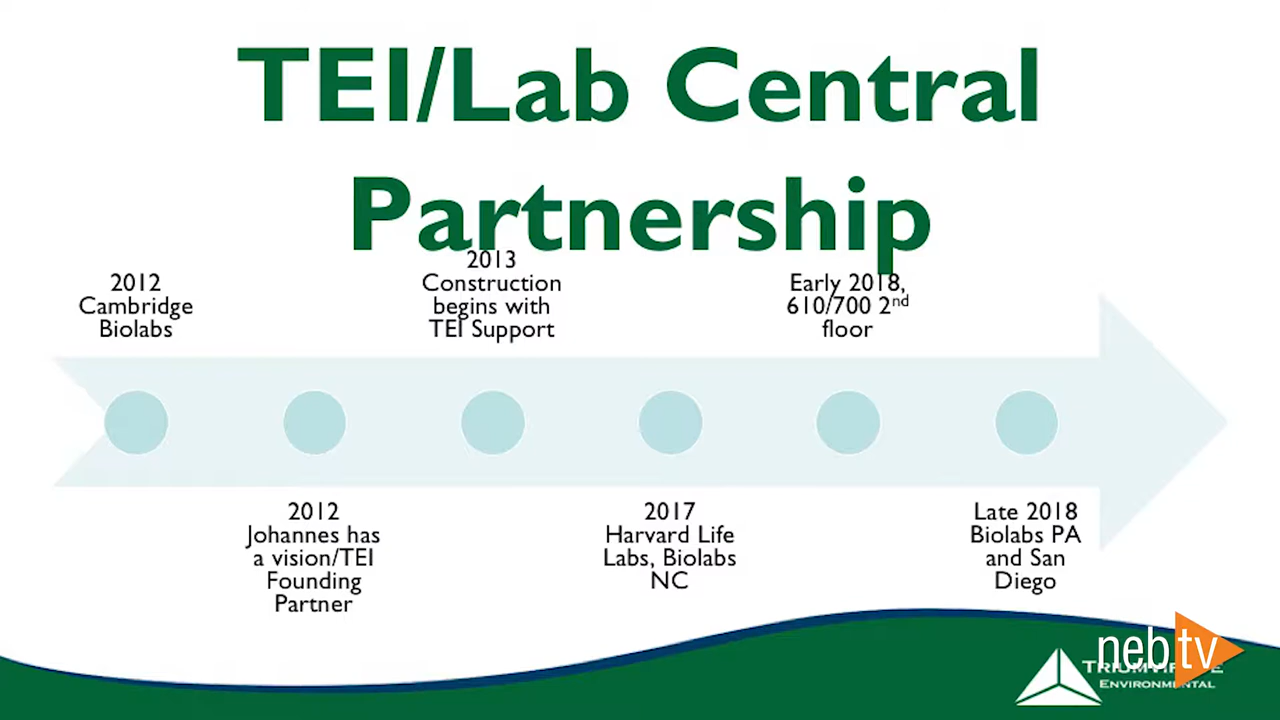 TEI/Lab Central
Partnership
2012
Cambridge
Biolabs
2012
Johannes has
a vision/TEI
Founding
Partner
2013
Construction
begins with
TEI Support
2017
Harvard Life
Labs, Biolabs
NC
Early 2018,
610/700 2nd
floor
Late 2018
Biolabs PA
and San
Diego
neb tv
ENVIRONMENTAL